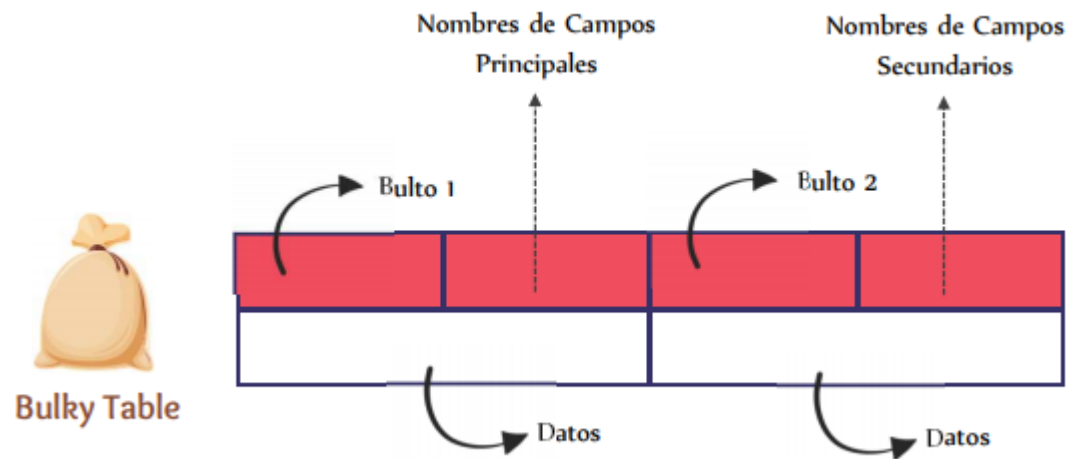 Nombres de Campos
Principales
Nombres de Campos
Secundarios
Bulto 1
Bulto 2
Bulky Table
Datos
Datos